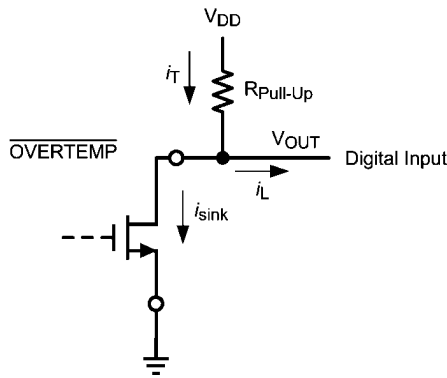 VDD
iT
RPull-Up
OVERTEMP
VOUT
Digital Input
iL
isink